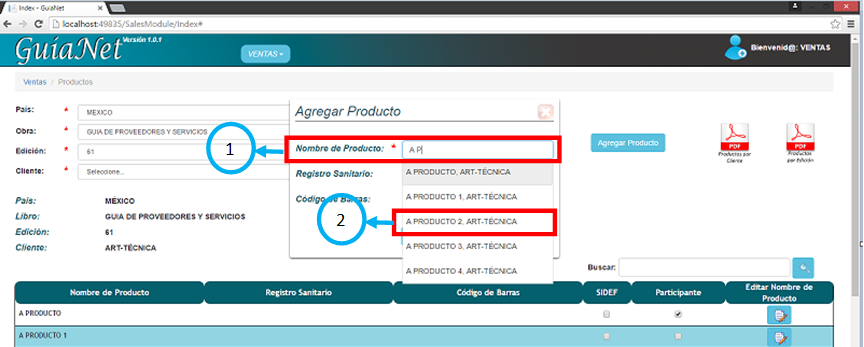 Index - GuiaNet
localhost:49835/SalesModule/Index#
GuíaNet Versión 1.0.1
VENTAS
Bienvenid@: VENTAS
Ventas / Productos
País: * MÉXICO
Obra: * GUIA DE PROVEEDORES Y SERVICIOS
Edición: * 61
Cliente: * Seleccione...
Agregar Producto
1
Nombre de Producto: * A P
Registro Sanitario:
Código de Barras:
2
A PRODUCTO, ART-TÉCNICA
A PRODUCTO 1, ART-TÉCNICA
A PRODUCTO 2, ART-TÉCNICA
A PRODUCTO 3, ART-TÉCNICA
A PRODUCTO 4, ART-TÉCNICA
Agregar Producto
PDF
Productos por
Cliente
PDF
Productos
por Edición
País: MÉXICO
Libro: GUIA DE PROVEEDORES Y SERVICIOS
Edición: 61
Cliente: ART-TÉCNICA
Buscar:
Nombre de Producto Registro Sanitario Código de Barras SIDEF Participante Editar Nombre de
Producto
A PRODUCTO
A PRODUCTO 1